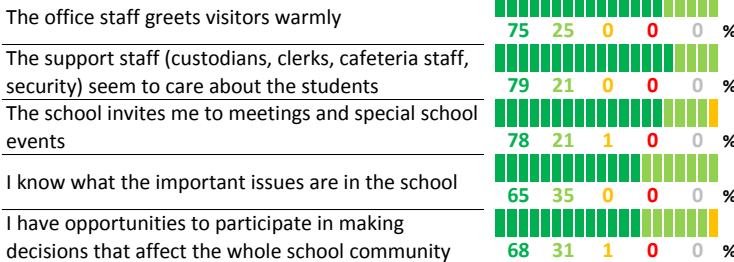 The office staff greets visitors warmly
75 25 0 0 0 %
The support staff (custodians, clerks, cafeteria staff,
security) seem to care about the students
79 21 0 0 0 %
The school invites me to meetings and special school
events
78 21 1 0 0 %
I know what the important issues are in the school
65 35 0 0 0 %
I have opportunities to participate in making
decisions that affect the whole school community
68 31 1 0 0 %